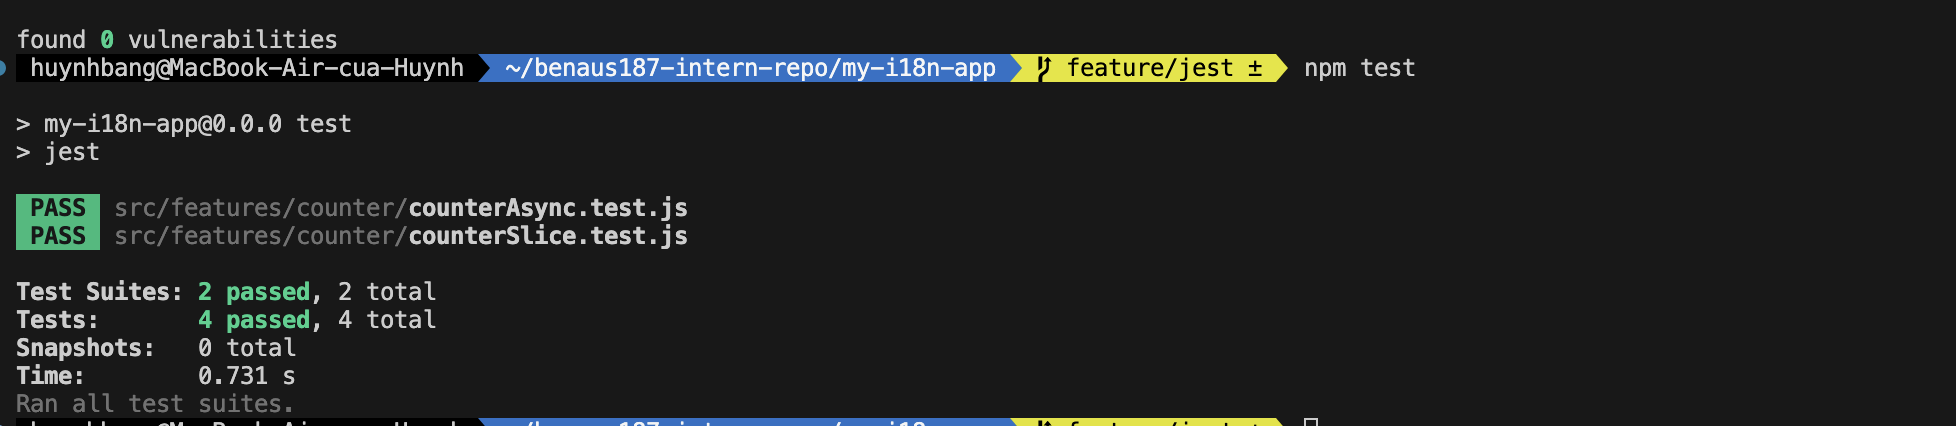 found 0 vulnerabilities
huynhbang@MacBook-Air-cua-Huynh ~/benaus187-intern-repo/my-i18n-app feature/jest ± npm test
> my-i18n-app@0.0.0 test
> jest
PASS src/features/counter/counterAsync.test.js
PASS src/features/counter/counterSlice.test.js
Test Suites: 2 passed, 2 total
Tests: 4 passed, 4 total
Snapshots: 0 total
Time: 0.731 s
Ran all test suites.